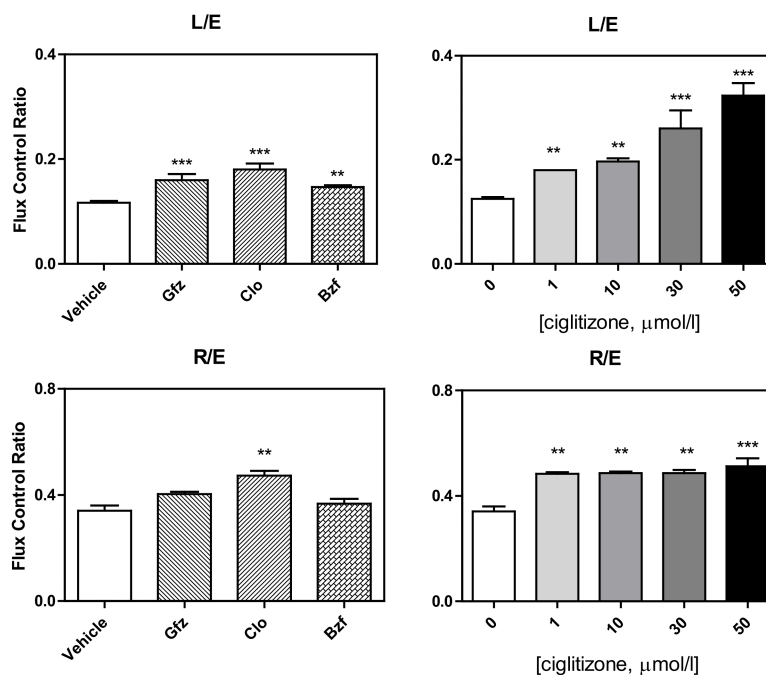 L/E
Flux Control Ratio
0.4
0.2
0.0
*** *** **
Vehicle Gfz Clo Bzf
L/E
0.4
0.2
0.0
** ** *** ***
0 1 10 30 50
[ciglitizone, μmol/l]
R/E
Flux Control Ratio
0.8
0.4
0.0
**
Vehicle Gfz Clo Bzf
R/E
0.8
0.4
0.0
** ** ** ***
0 1 10 30 50
[ciglitizone, μmol/l]